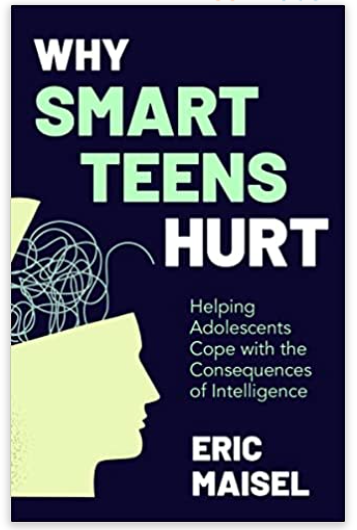 WHY
SMART
TEENS
HURT
Helping
Adolescents
Cope with the
Consequences
of Intelligence
ERIC
MAISEL